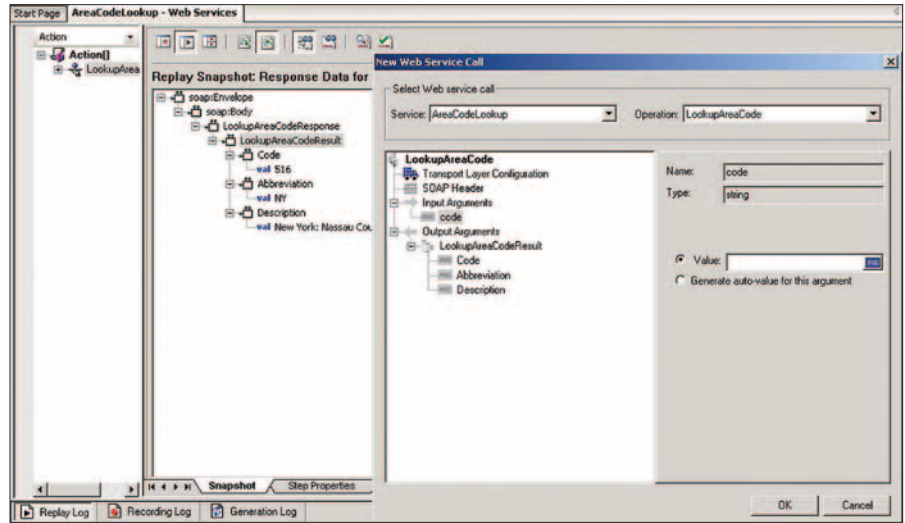 Start Page
AreaCodeLookup - Web Services
Action
Action()
LookupArea
Replay Snapshot: Response Data for
soap:Envelope
soap:Body
LookupAreaCodeResponse
LookupAreaCodeResult
Code
val 516
Abbreviation
val NY
Description
val New York: Nassau Cou
Snapshot
Step Properties
Replay Log
Recording Log
Generation Log
New Web Service Call
Select Web service call
Service: AreaCodeLookup
Operation: LookupAreaCode
LookupAreaCode
Transport Layer Configuration
SOAP Header
Input Arguments
code
Output Arguments
LookupAreaCodeResult
Code
Abbreviation
Description
Name: code
Type: string
Value:
Generate auto-value for this argument
OK
Cancel